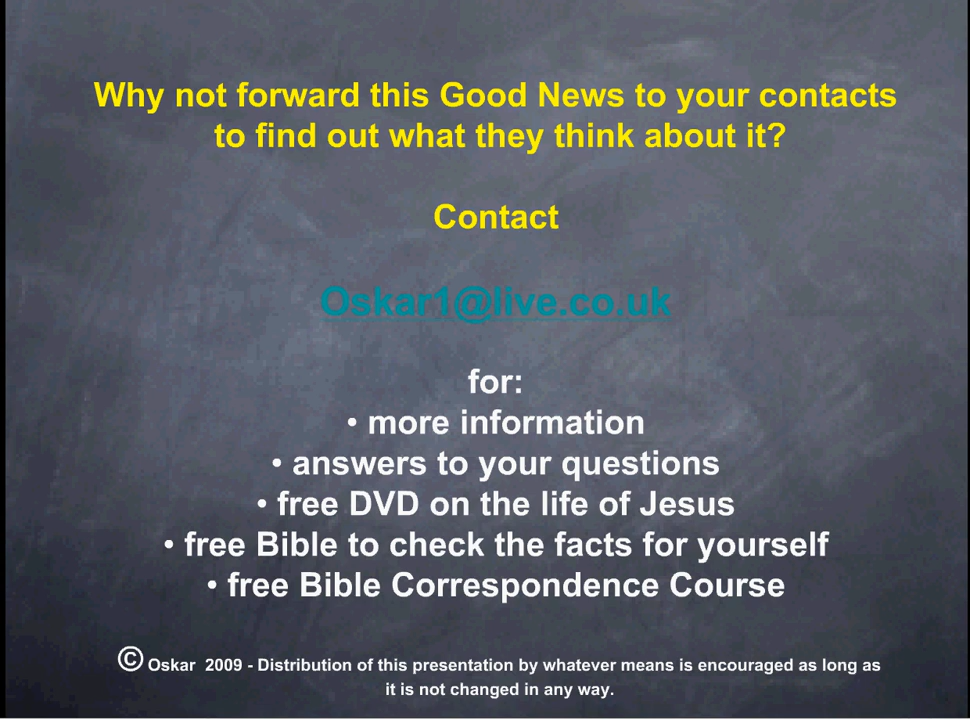 Why not forward this Good News to your contacts
to find out what they think about it?
Contact
Oskar1@live.co.uk
for:
• more information
• answers to your questions
• free DVD on the life of Jesus
• free Bible to check the facts for yourself
• free Bible Correspondence Course
© Oskar 2009 - Distribution of this presentation by whatever means is encouraged as long as
it is not changed in any way.